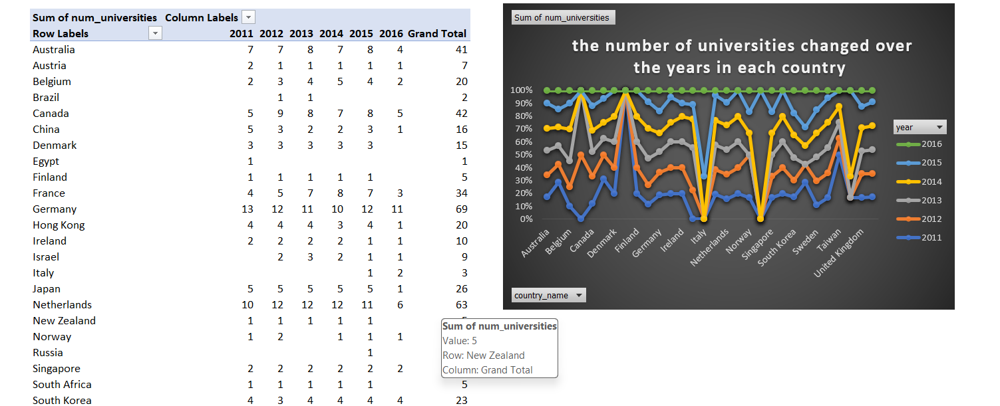 Sum of num_universities Column Labels
Row Labels 2011 2012 2013 2014 2015 2016 Grand Total
Australia 7 7 8 7 8 4 41
Austria 2 1 1 1 1 1 7
Belgium 2 3 4 5 4 2 20
Brazil 1 1 2
Canada 5 9 8 7 8 5 42
China 5 3 2 2 3 1 16
Denmark 3 3 3 3 3 15
Egypt 1 1
Finland 1 1 1 1 1 5
France 4 5 7 8 7 3 34
Germany 13 12 11 10 12 11 69
Hong Kong 4 4 4 3 4 1 20
Ireland 2 2 2 2 1 1 10
Israel 2 3 2 1 1 9
Italy 1 2 3
Japan 5 5 5 5 5 1 26
Netherlands 10 12 12 12 11 6 63
New Zealand 1 1 1 1 1
Norway 1 2 1 1 1
Russia 1
Singapore 2 2 2 2 2 2
South Africa 1 1 1 1 1 5
South Korea 4 3 4 4 4 4 23
Sum of num_universities
Value: 5
Row: New Zealand
Column: Grand Total
Sum of num_universities
the number of universities changed over
the years in each country
100%
90%
80%
70%
60%
50%
40%
30%
20%
10%
0%
Australia
Belgium
Canada
Denmark
Finland
Germany
Ireland
Italy
Netherlands
Norway
Singapore
South Korea
Sweden
Taiwan
United Kingdom
year
2016
2015
2014
2013
2012
2011
country_name